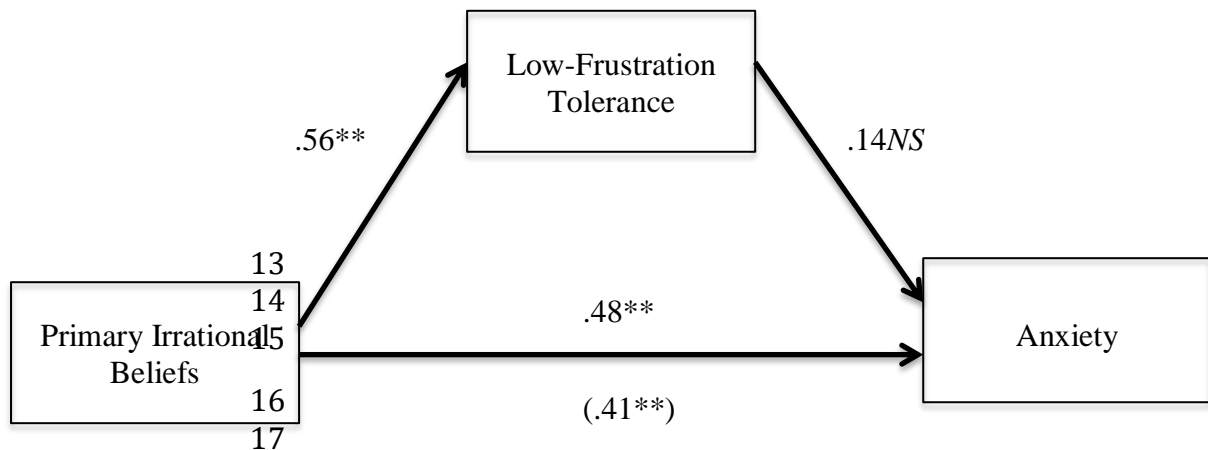 Low-Frustration
Tolerance
.56**
.14NS
13
14
15
16
17
Primary Irrational
Beliefs
.48**
(.41**)
Anxiety